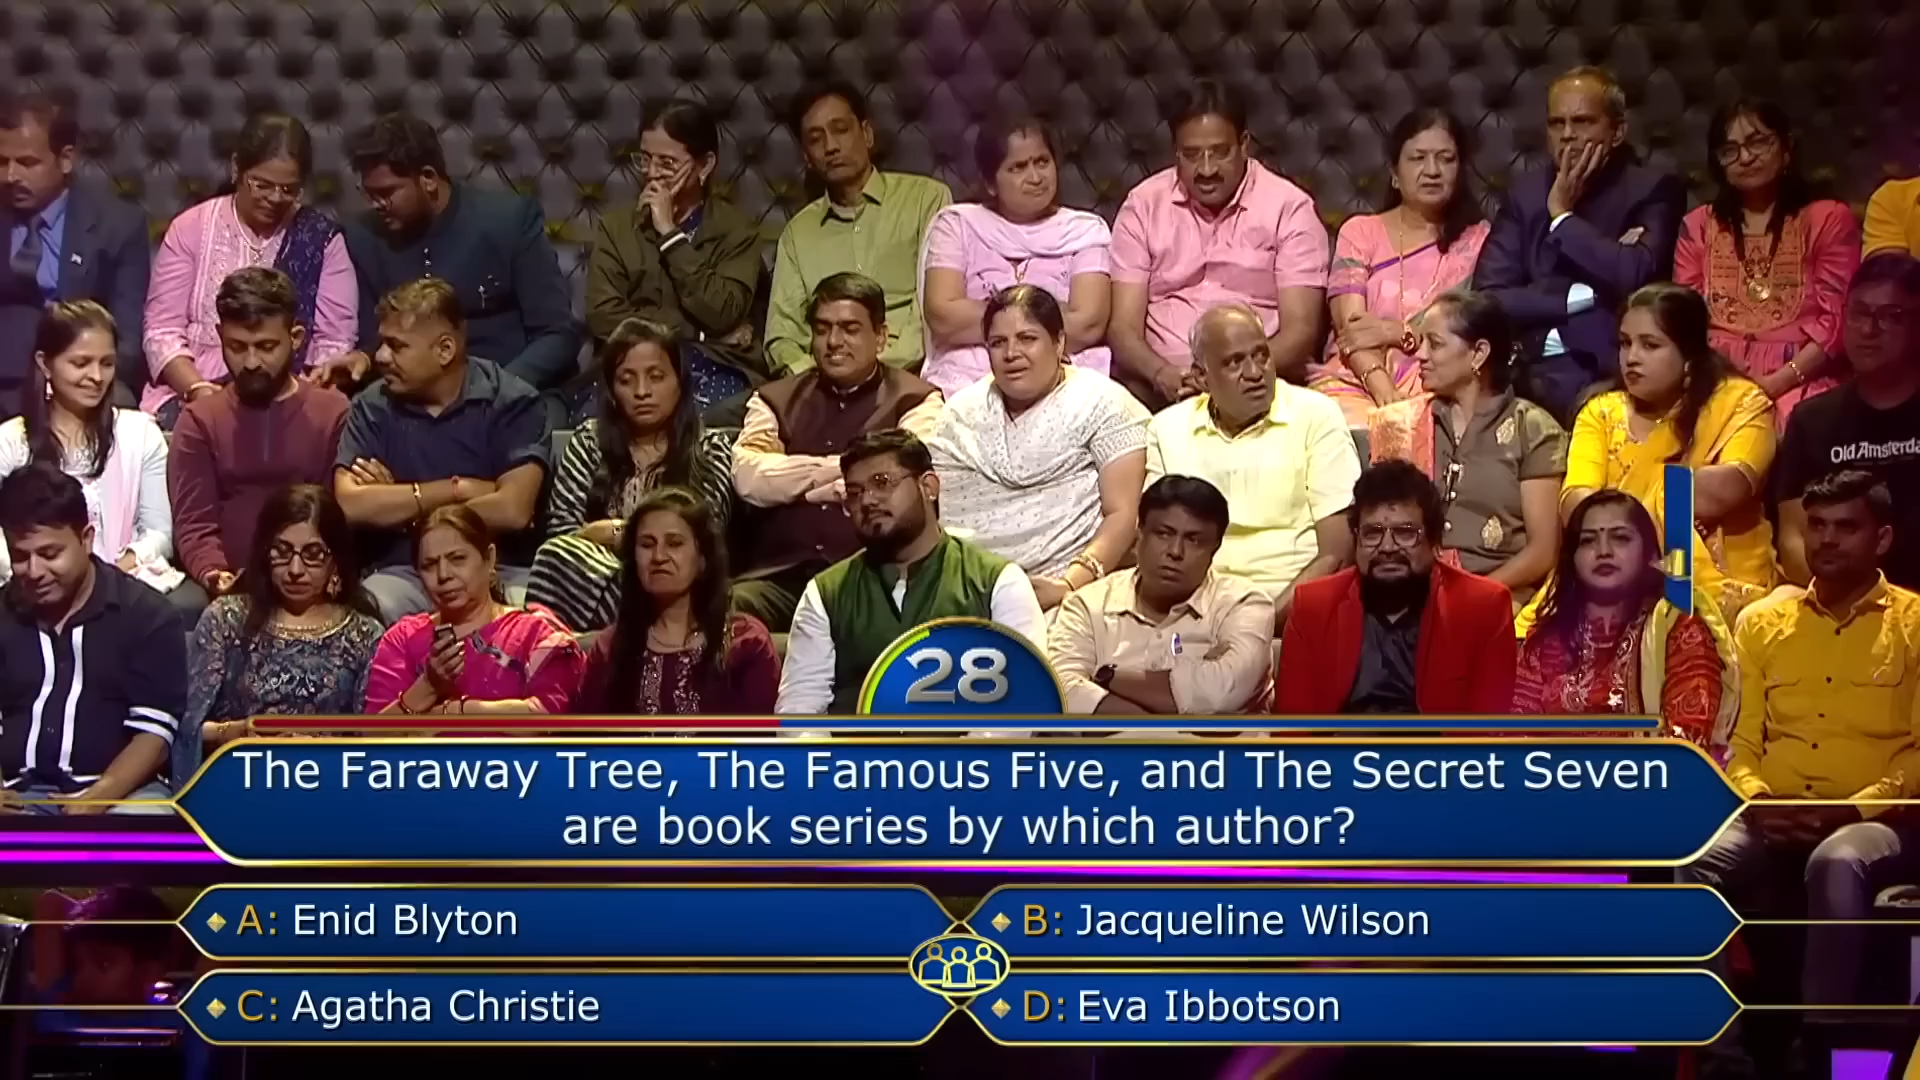 Old Amsterda
28
The Faraway Tree, The Famous Five, and The Secret Seven
are book series by which author?
A: Enid Blyton
B: Jacqueline Wilson
C: Agatha Christie
D: Eva Ibbotson